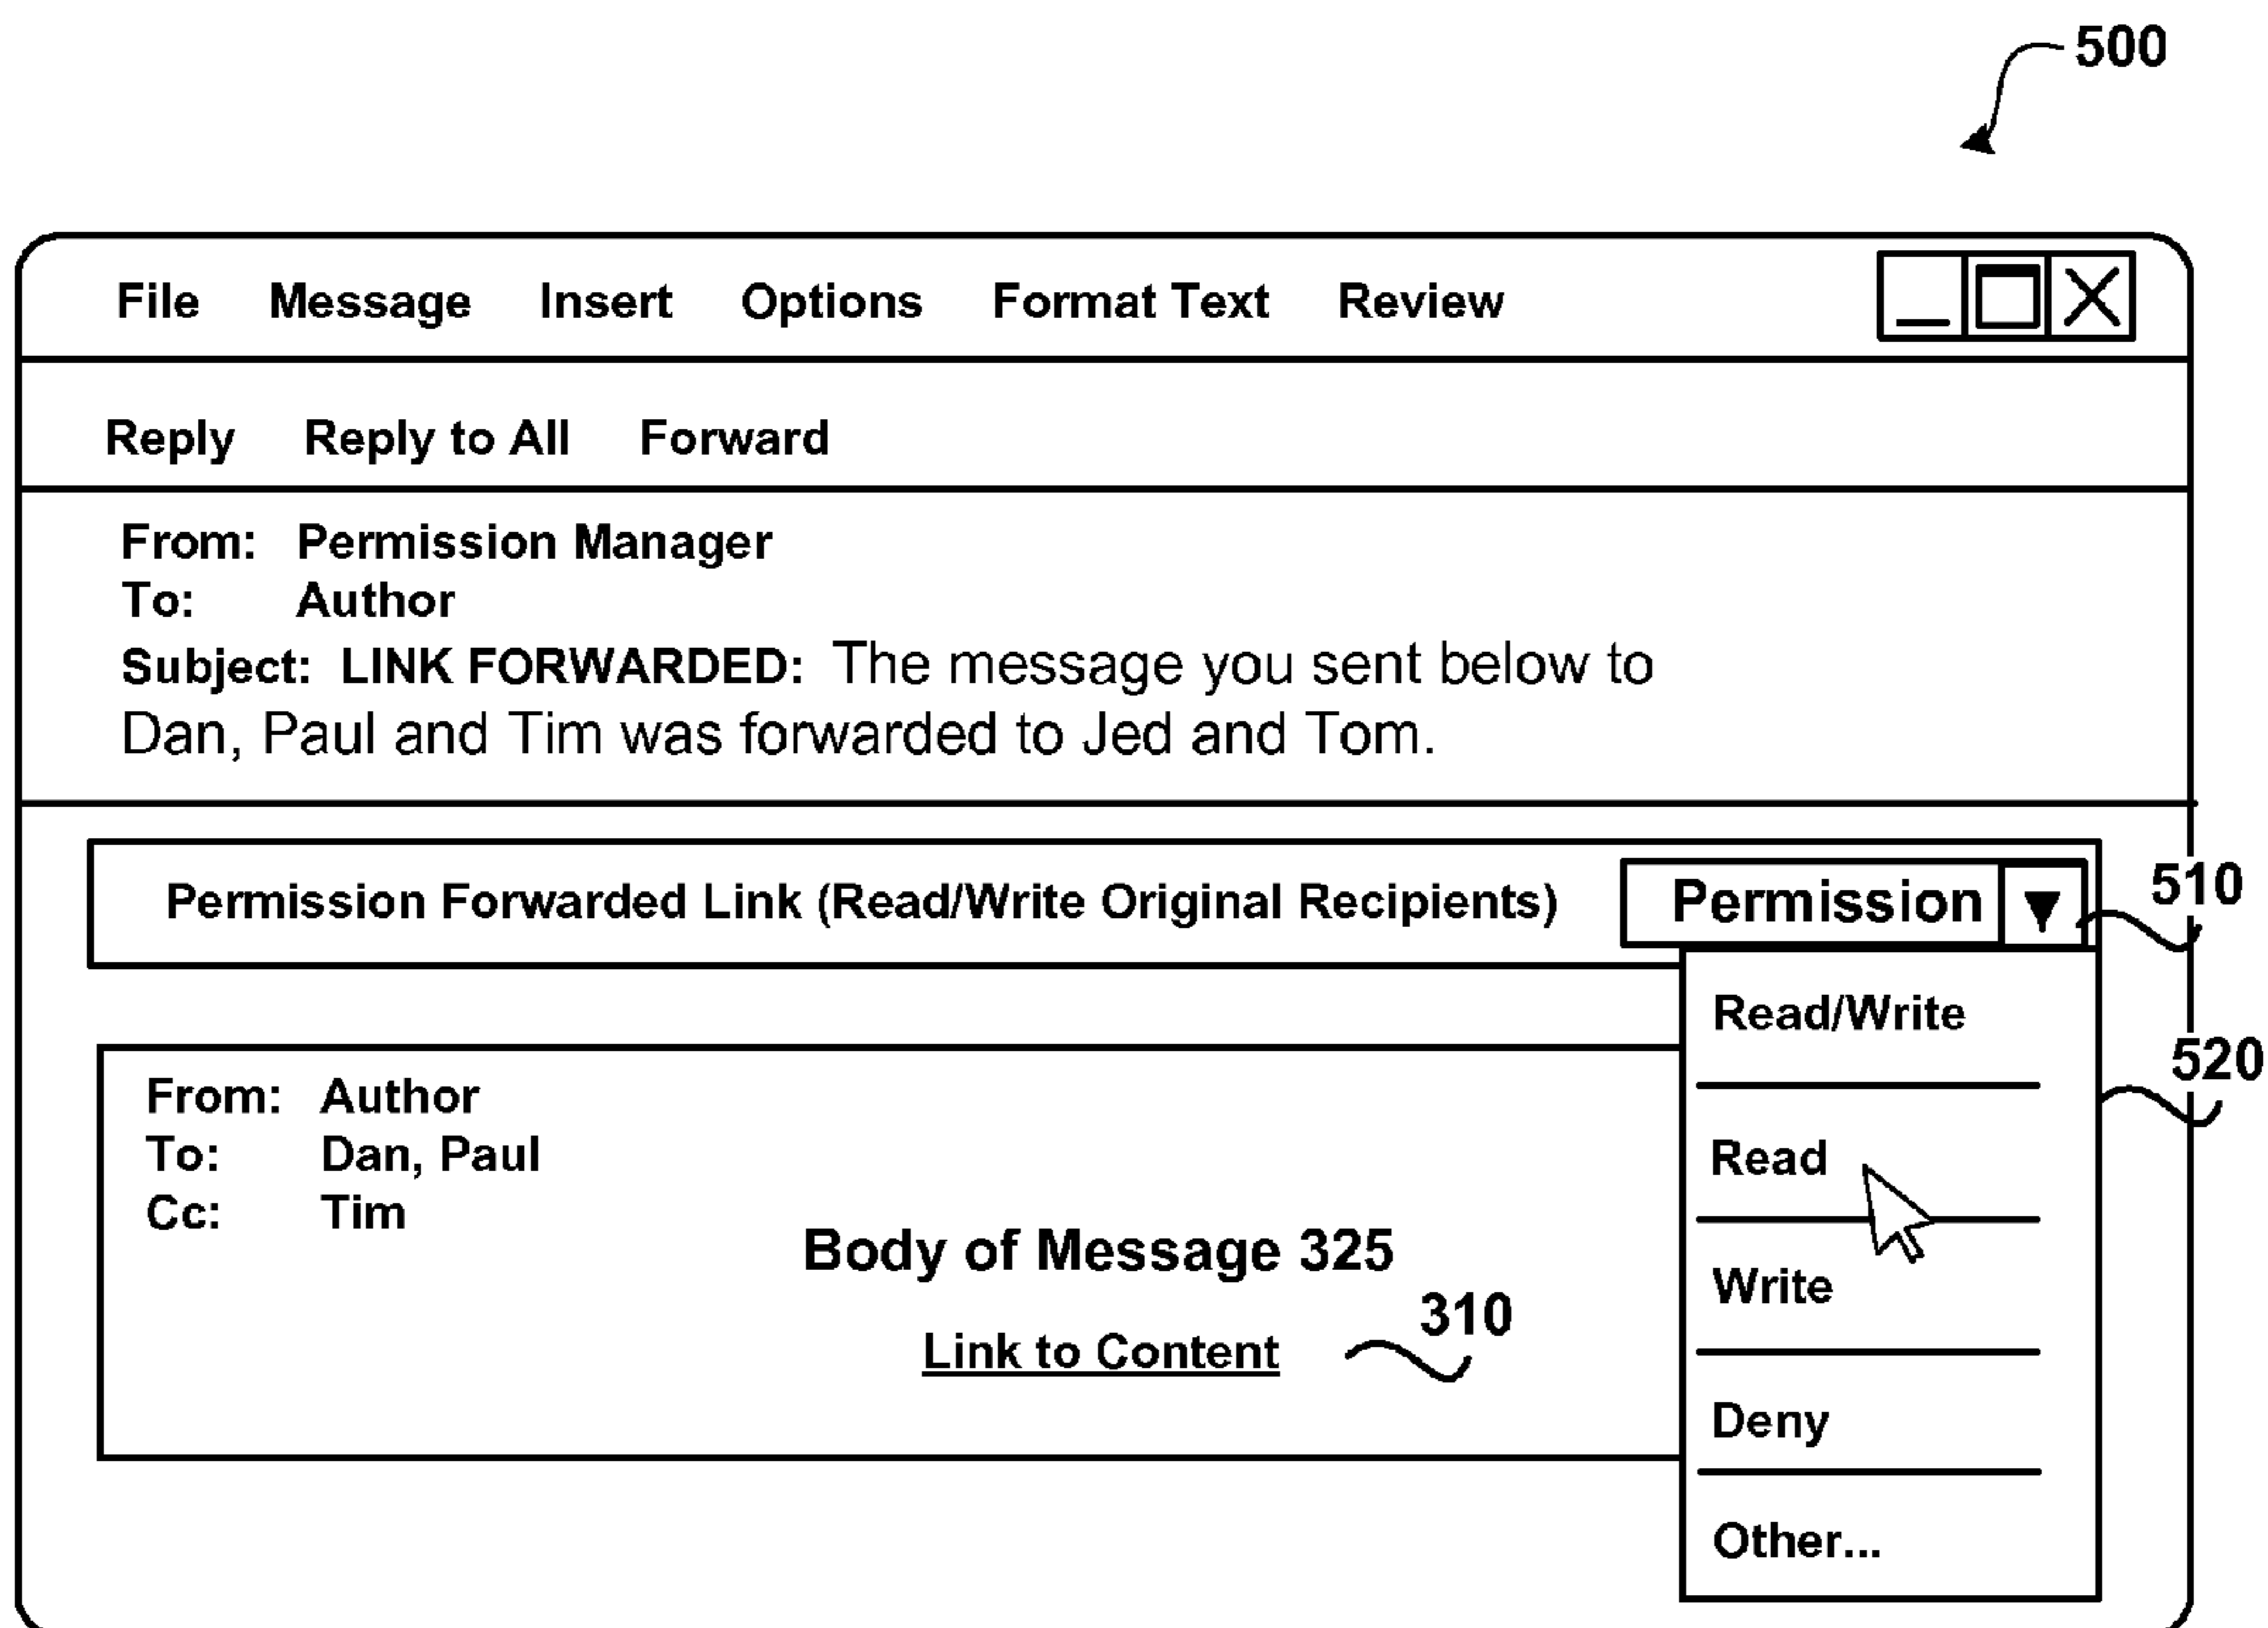 500
File Message Insert Options Format Text Review
Reply Reply to All Forward
From: Permission Manager
To: Author
Subject: LINK FORWARDED: The message you sent below to
Dan, Paul and Tim was forwarded to Jed and Tom.
Permission Forwarded Link (Read/Write Original Recipients) Permission
510
Read/Write
520
Read
Write
Deny
Other...
From: Author
To: Dan, Paul
Cc: Tim
Body of Message 325
310
Link to Content